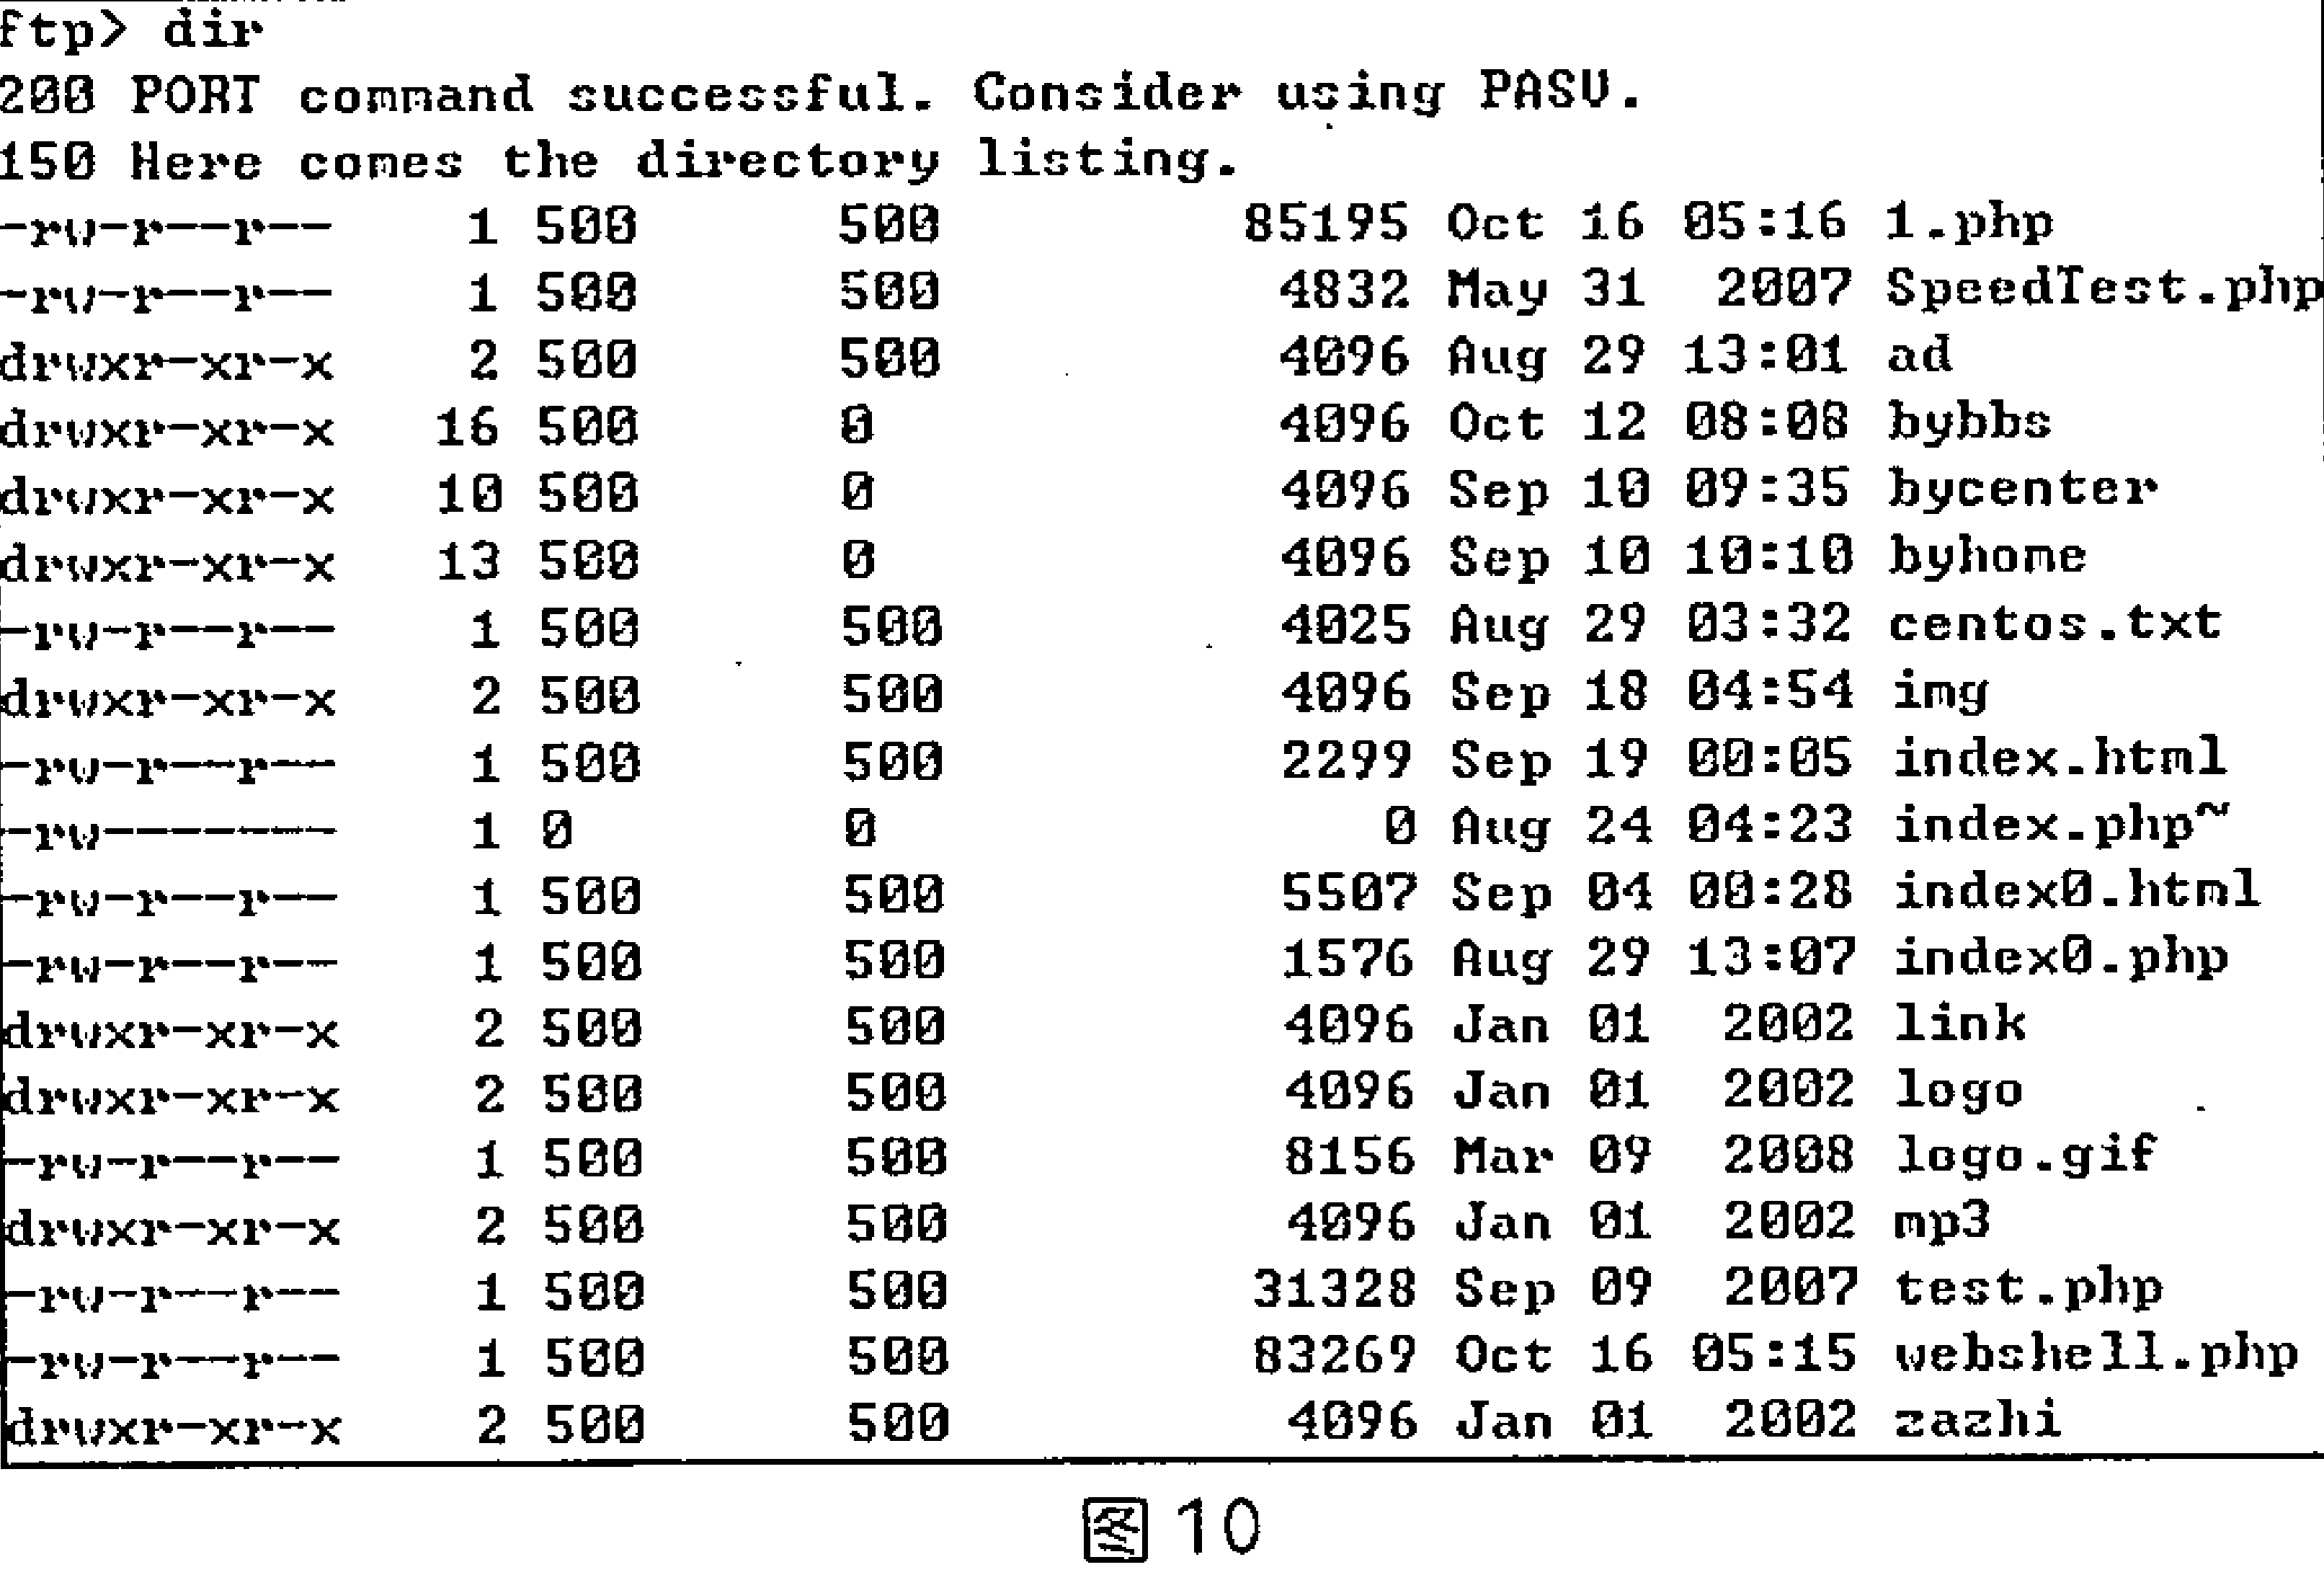 ftp> dir
200 PORT command successful. Consider using PASV.
150 Here comes the directory listing.
-rw-r--r-- 1 500 500 85195 Oct 16 05:16 1.php
-rw-r--r-- 1 500 500 4832 May 31 2007 SpeedTest.php
drwxr-xr-x 2 500 500 4096 Aug 29 13:01 ad
drwxr-xr-x 16 500 0 4096 Oct 12 08:08 bybbs
drwxr-xr-x 10 500 0 4096 Sep 10 09:35 bycenter
drwxr-xr-x 13 500 0 4096 Sep 10 10:10 byhome
-rw-r--r-- 1 500 500 4025 Aug 29 03:32 centos.txt
drwxr-xr-x 2 500 500 4096 Sep 18 04:54 img
-rw-r--r-- 1 500 500 2299 Sep 19 00:05 index.html
-rw------- 1 0 0 0 Aug 24 04:23 index.php~
-rw-r--r-- 1 500 500 5507 Sep 04 00:28 index0.html
-rw-r--r-- 1 500 500 1576 Aug 29 13:07 index0.php
drwxr-xr-x 2 500 500 4096 Jan 01 2002 link
drwxr-xr-x 2 500 500 4096 Jan 01 2002 logo
-rw-r--r-- 1 500 500 8156 Mar 09 2008 logo.gif
drwxr-xr-x 2 500 500 4096 Jan 01 2002 mp3
-rw-r--r-- 1 500 500 31328 Sep 09 2007 test.php
-rw-r--r-- 1 500 500 83269 Oct 16 05:15 webshell.php
drwxr-xr-x 2 500 500 4096 Jan 01 2002 zazhi
图 10